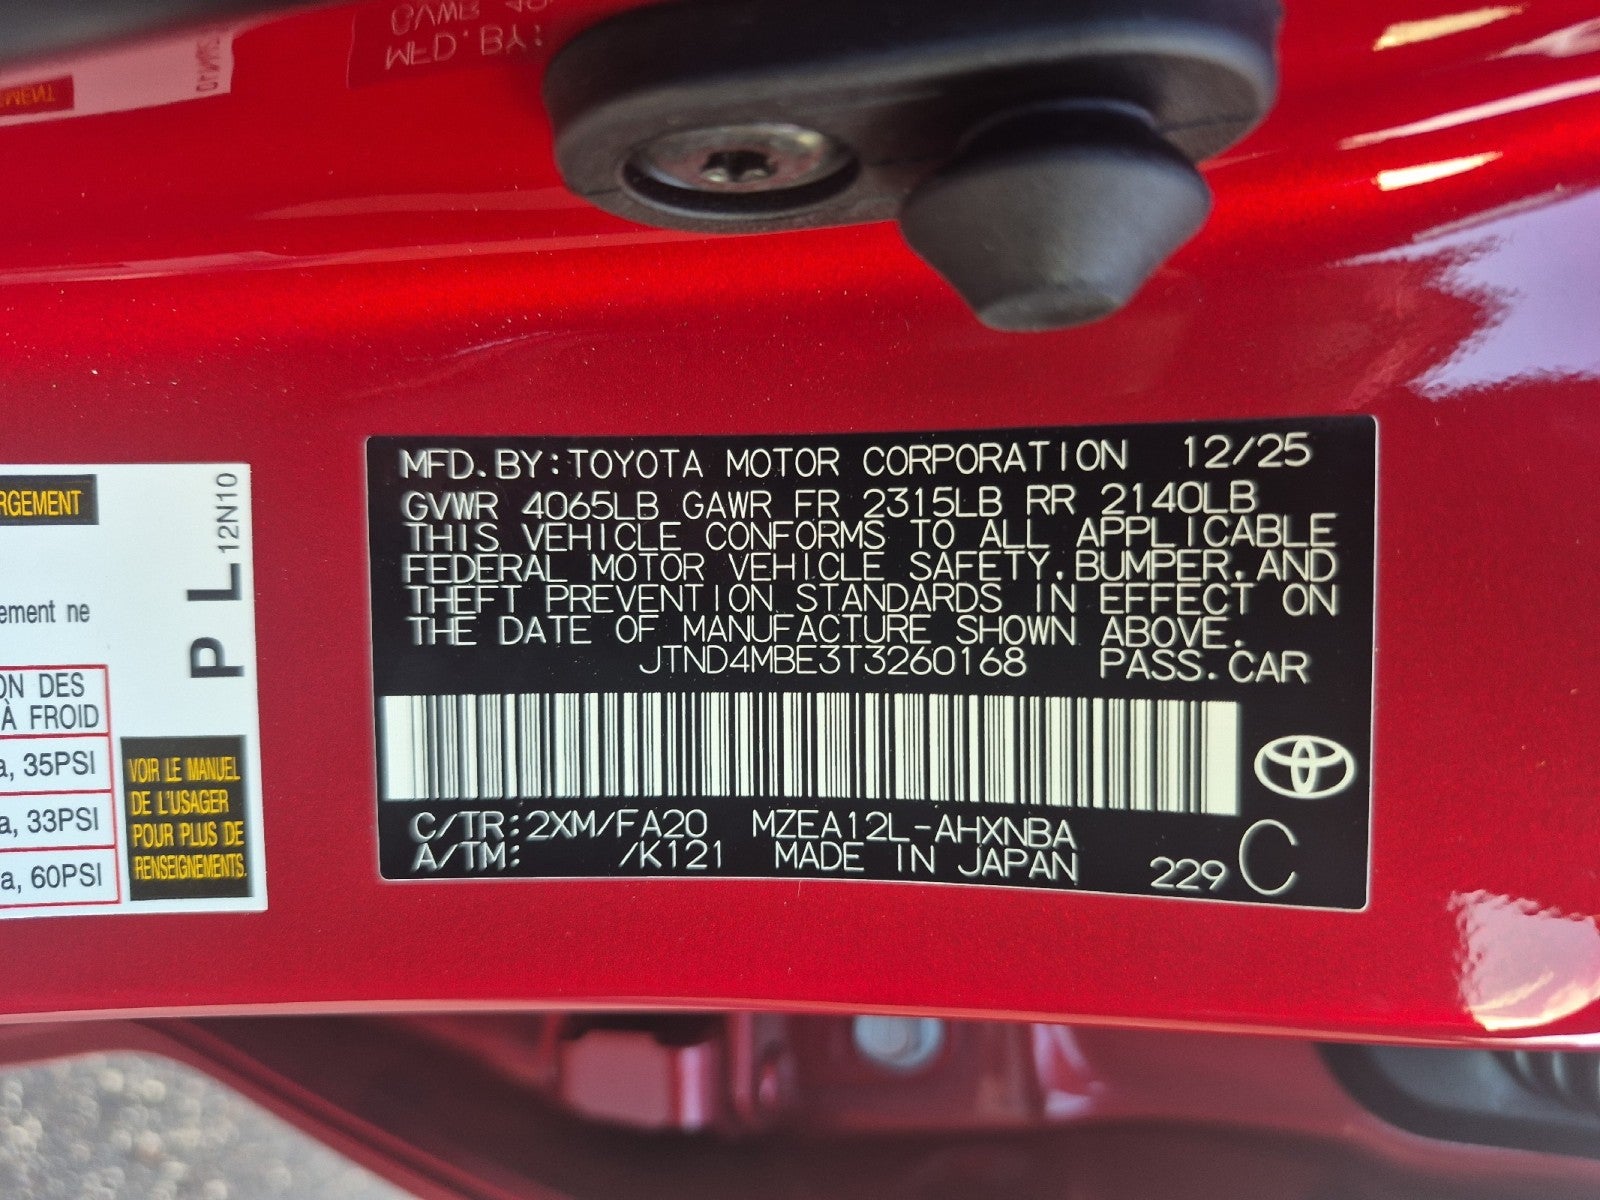 MFD.BY:
RGEMENT
ement ne
ON DES
À FROID
a, 35PSI
a, 33PSI
a, 60PSI
P L 12N10
VOIR LE MANUEL
DE L'USAGER
POUR PLUS DE
RENSEIGNEMENTS.
MFD.BY:TOYOTA MOTOR CORPORATION 12/25
GVWR 4065LB GAWR FR 2315LB RR 2140LB
THIS VEHICLE CONFORMS TO ALL APPLICABLE
FEDERAL MOTOR VEHICLE SAFETY,BUMPER,AND
THEFT PREVENTION STANDARDS IN EFFECT ON
THE DATE OF MANUFACTURE SHOWN ABOVE.
JTND4MBE3T3260168 PASS.CAR
C/TR:2XM/FA20 MZEA12L-AHXNBA
A/TM: /K121 MADE IN JAPAN
229 C